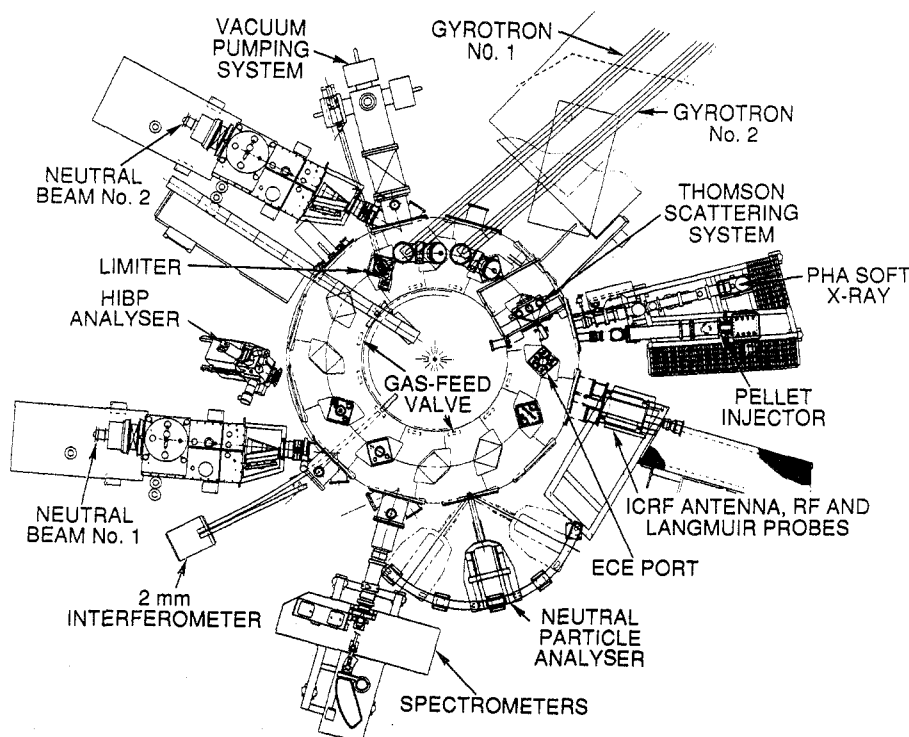 VACUUM
PUMPING
SYSTEM
GYROTRON
N0. 1
GYROTRON
No. 2
NEUTRAL
BEAM No. 2
THOMSON
SCATTERING
SYSTEM
LIMITER
PHA SOFT
X-RAY
HIBP
ANALYSER
GAS-FEED
VALVE
PELLET
INJECTOR
NEUTRAL
BEAM No. 1
ICRF ANTENNA, RF AND
LANGMUIR PROBES
ECE PORT
2 mm
INTERFEROMETER
NEUTRAL
PARTICLE
ANALYSER
SPECTROMETERS